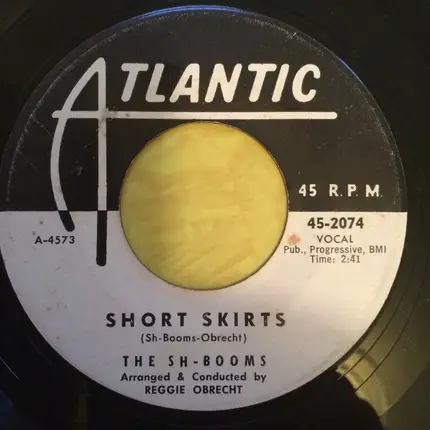 ATLANTIC
45 R.P.M.
A-4573
45-2074
VOCAL
Pub., Progressive, BMI
Time: 2:41
SHORT SKIRTS
(Sh-Booms-Obrecht)
THE SH-BOOMS
Arranged & Conducted by
REGGIE OBRECHT